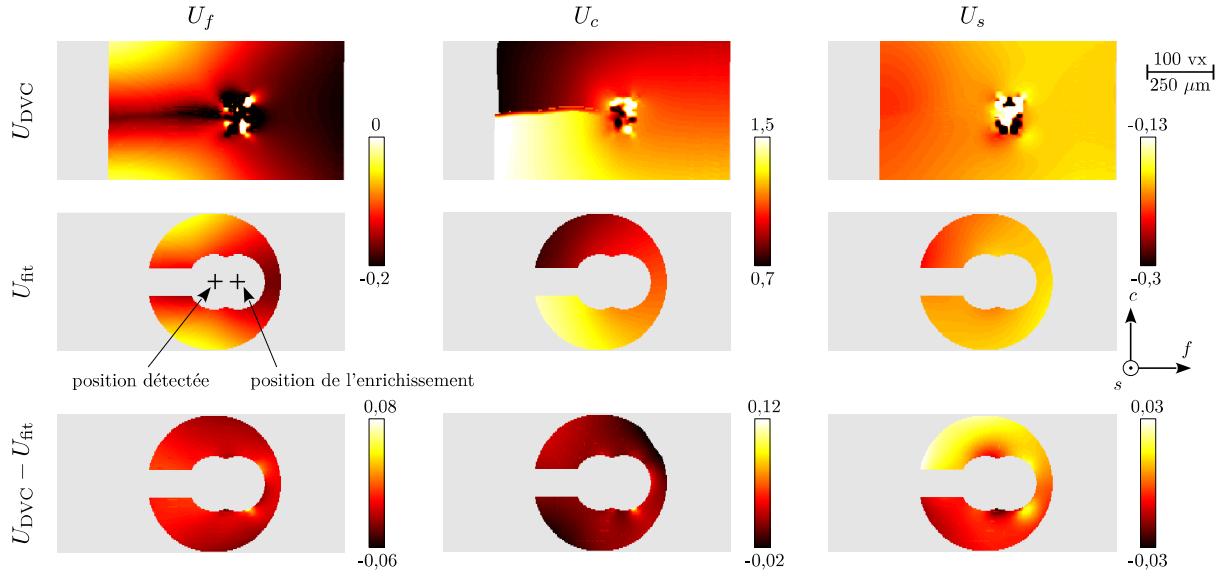 U_f U_c U_s
U_DVC
100 vx
250 μm
0 1,5 -0,13
-0,2 0,7 -0,3
U_fit
c
f
s
position détectée position de l'enrichissement
U_DVC − U_fit
0,08 0,12 0,03
-0,06 -0,02 -0,03